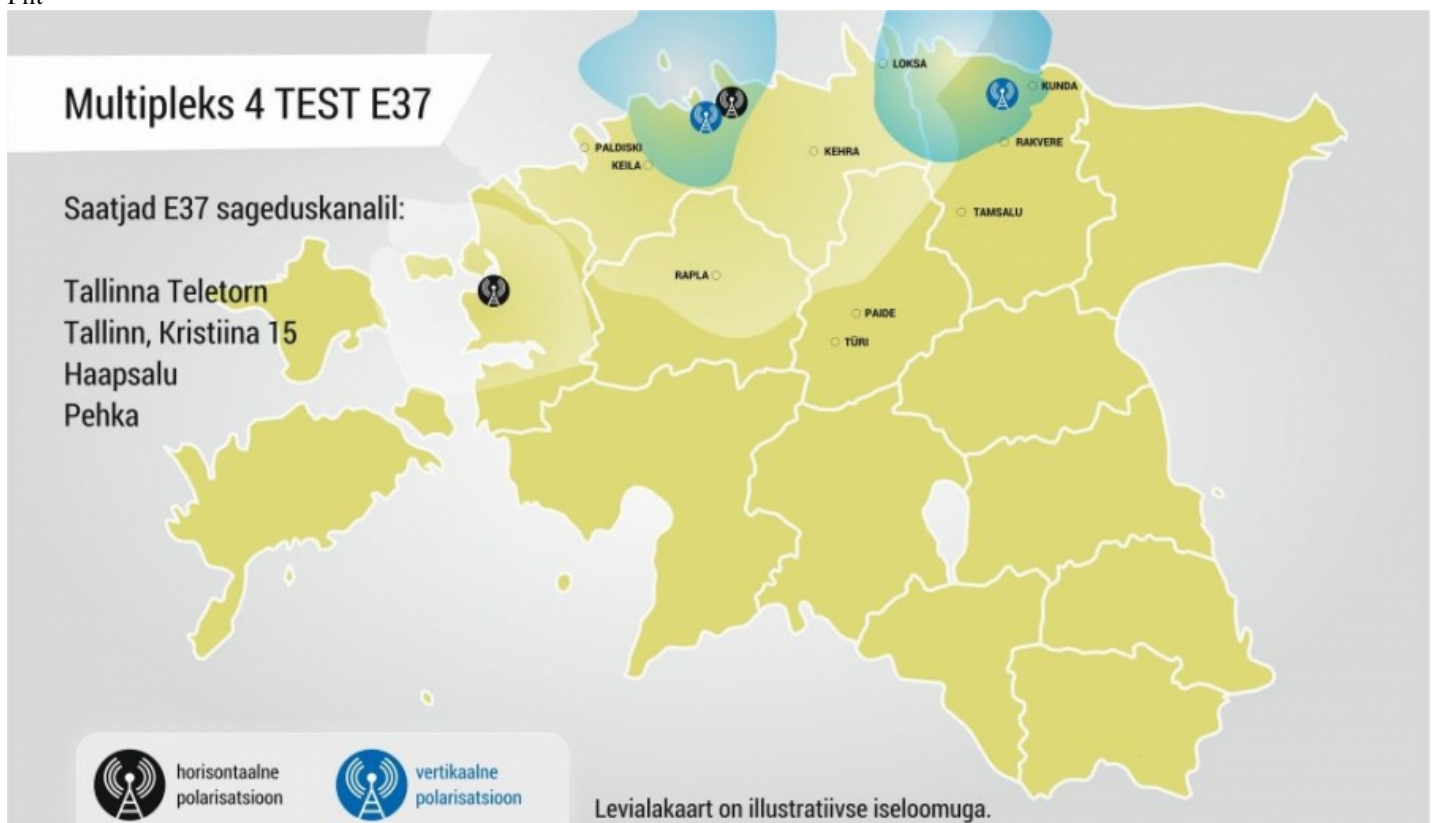 Multipleks 4 TEST E37
Saatjad E37 sageduskanalil:
Tallinna Teletorn
Tallinn, Kristiina 15
Haapsalu
Pehka
LOKSA
KUNDA
PALDISKI
KEILA
KEHRA
RAKVERE
TAMSALU
RAPLA
PAIDE
TÜRI
horisontaalne
polarisatsioon
vertikaalne
polarisatsioon
Levialakaart on illustratiivse iseloomuga.